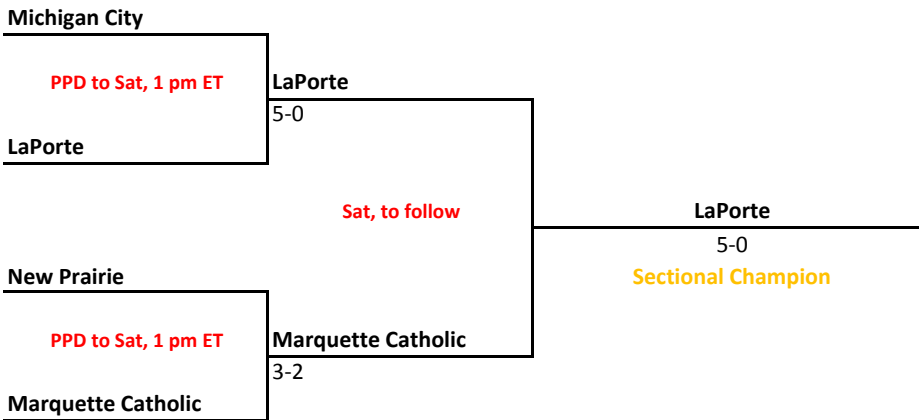 Michigan City
PPD to Sat, 1 pm ET
LaPorte
5-0
LaPorte
Sat, to follow
LaPorte
5-0
Sectional Champion
New Prairie
PPD to Sat, 1 pm ET
Marquette Catholic
3-2
Marquette Catholic